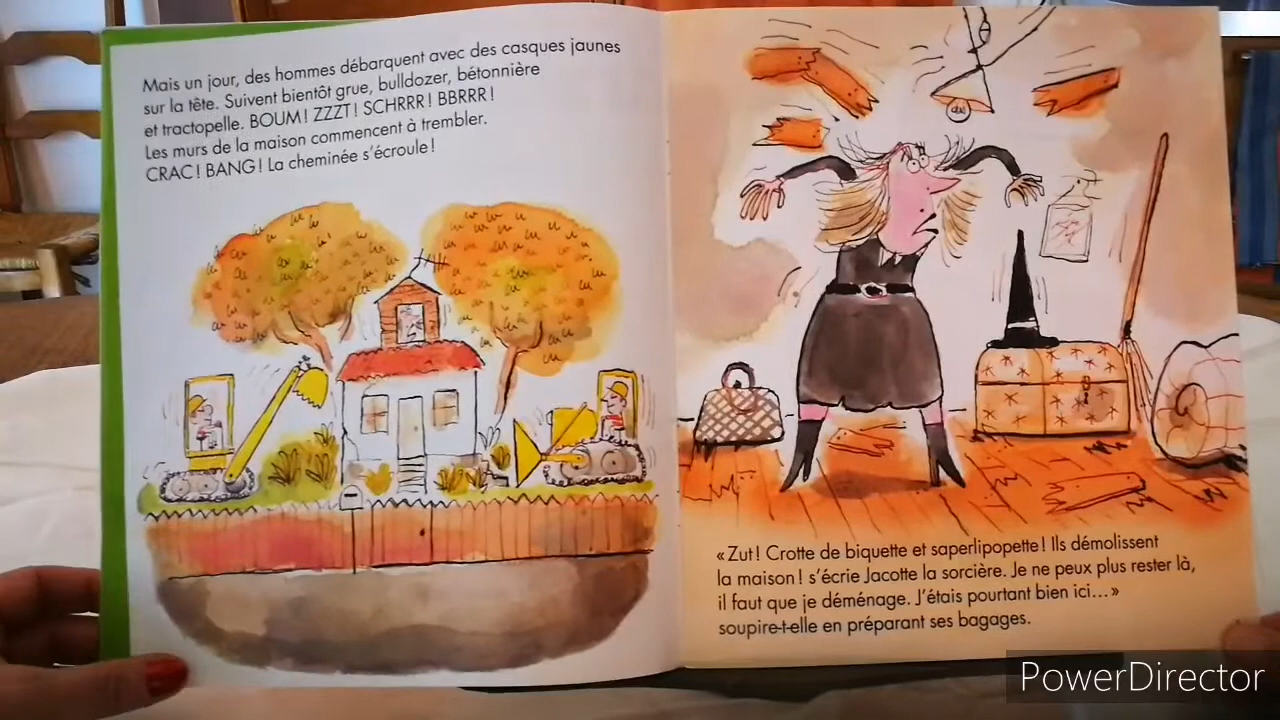 Mais un jour, des hommes débarquent avec des casques jaunes
sur la tête. Suivent bientôt grue, bulldozer, bétonnière
et tractopelle. BOUM ! ZZZT ! SCHRRR ! BBRRR !
Les murs de la maison commencent à trembler.
CRAC ! BANG ! La cheminée s'écroule !
« Zut ! Crotte de biquette et saperlipopette ! Ils démolissent
la maison ! s'écrie Jacotte la sorcière. Je ne peux plus rester là,
il faut que je déménage. J'étais pourtant bien ici... »
soupire-t-elle en préparant ses bagages.
PowerDirector